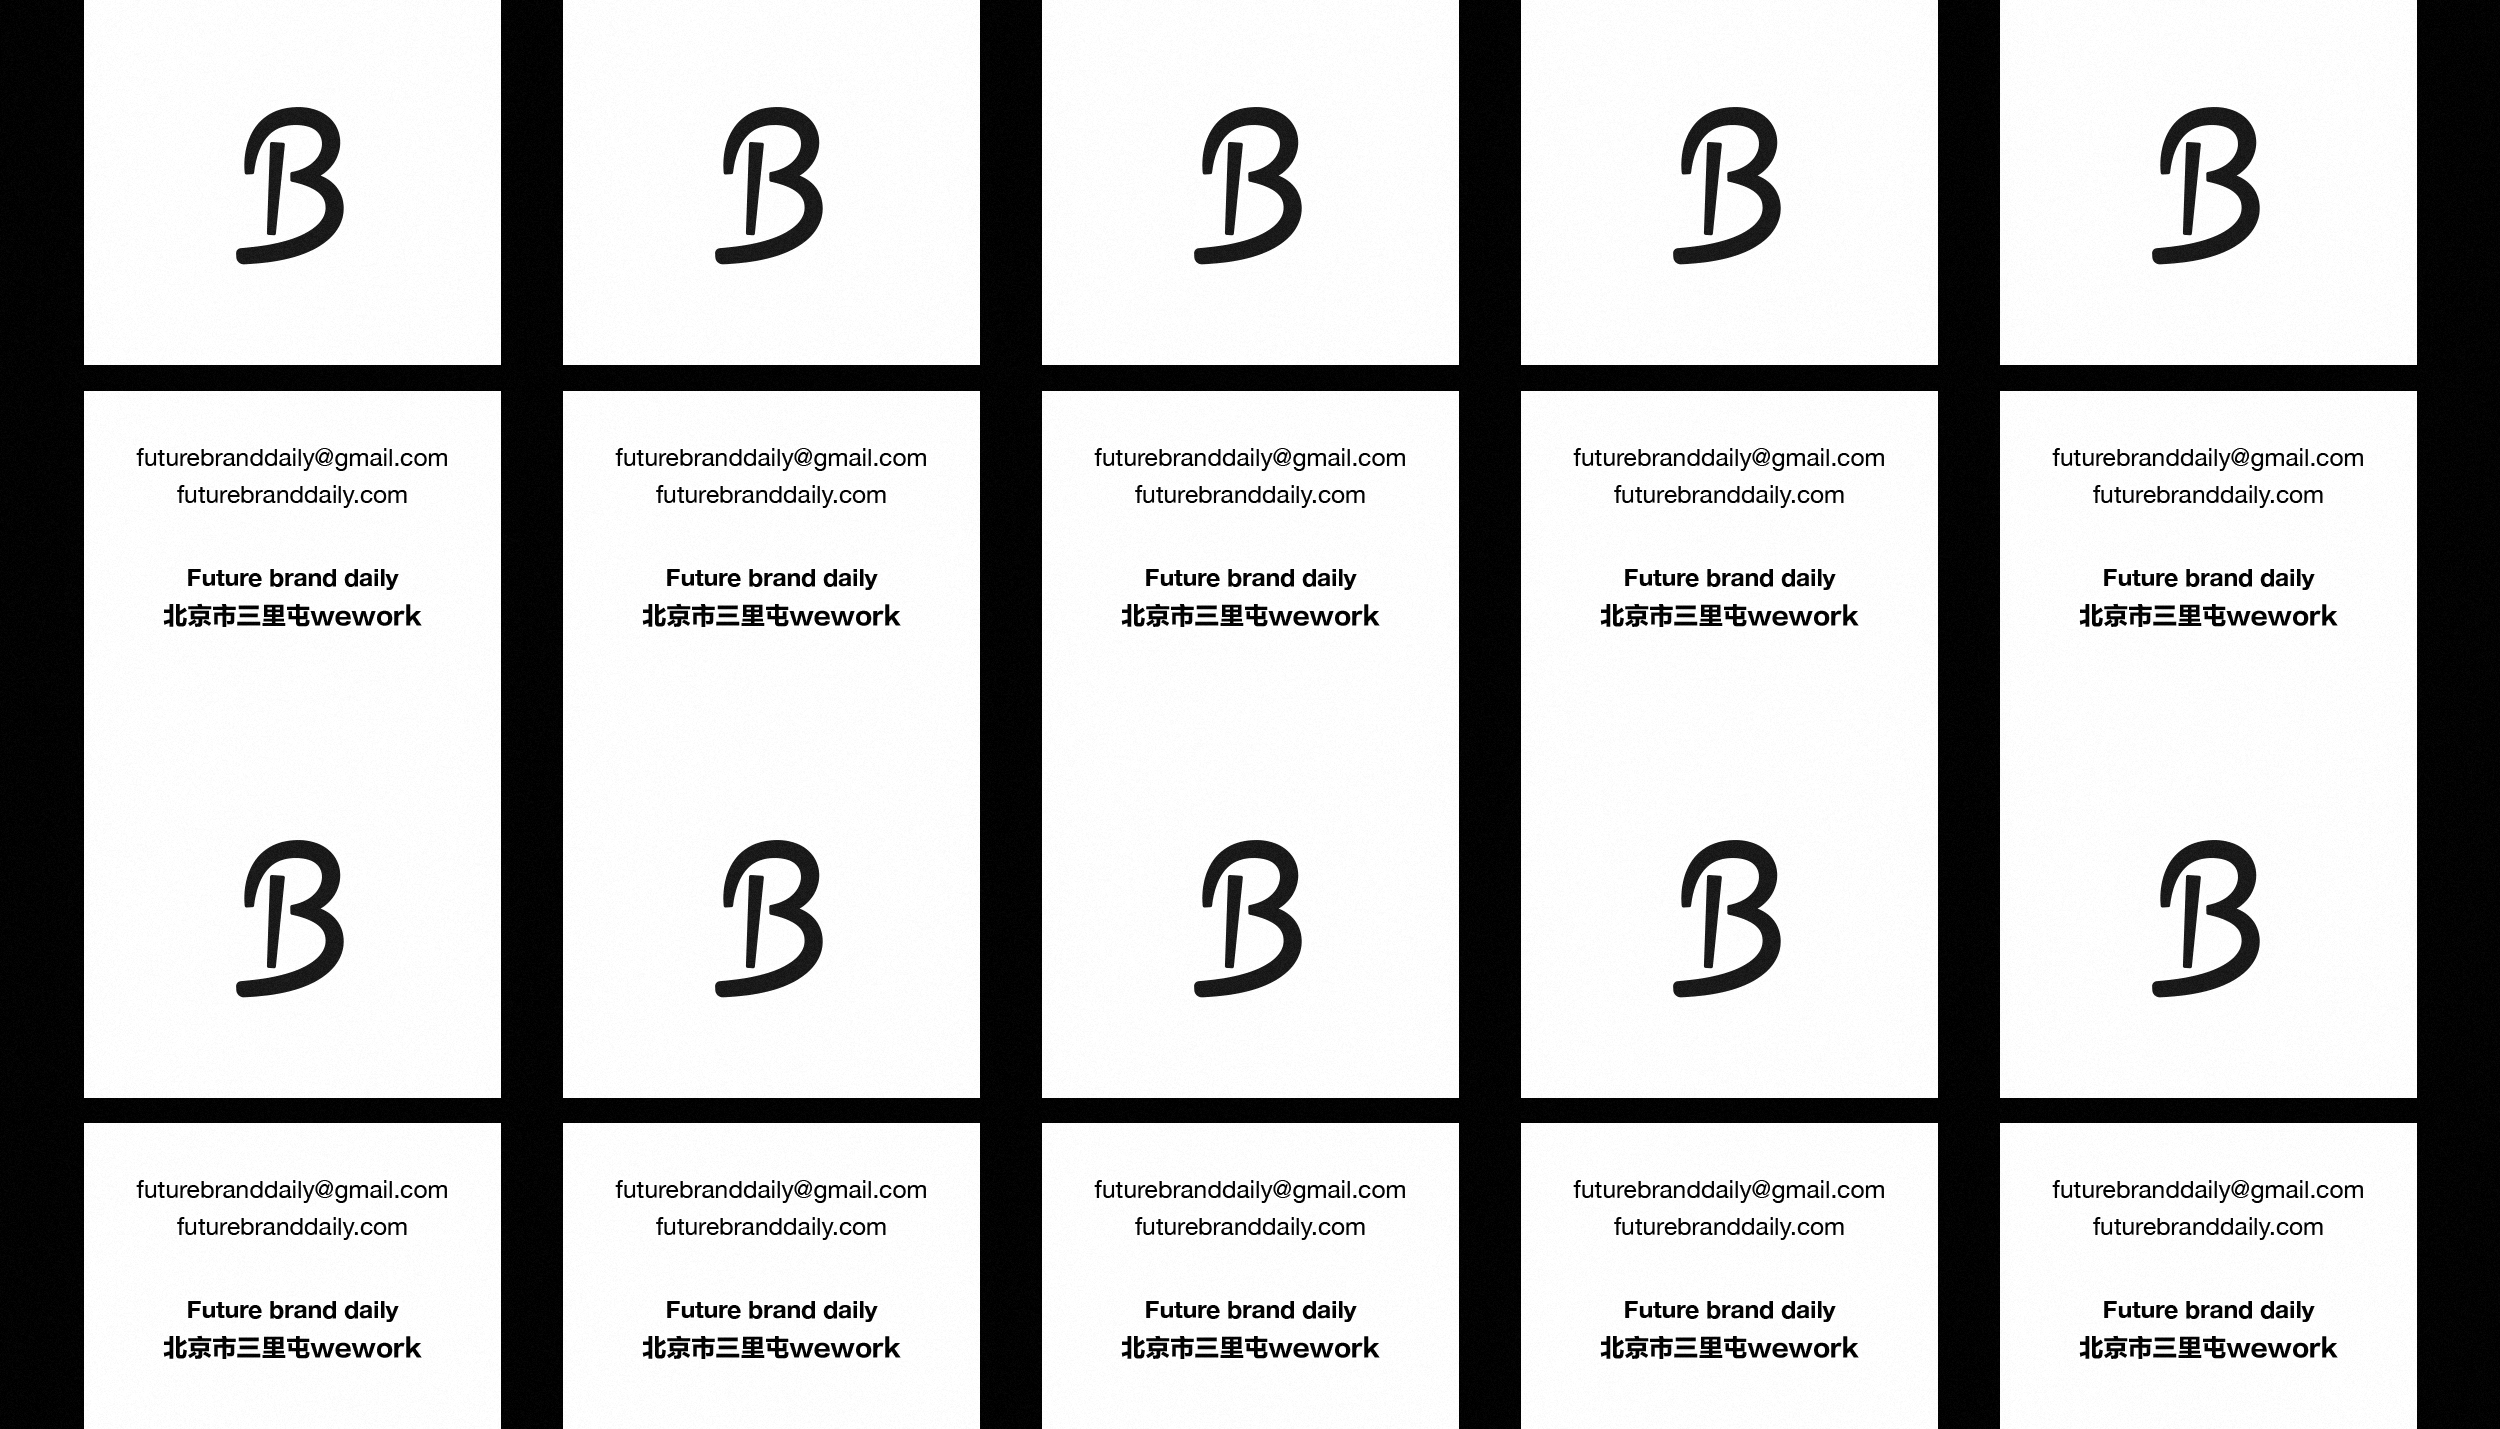 B B B B B
futurebranddaily@gmail.com futurebranddaily@gmail.com futurebranddaily@gmail.com futurebranddaily@gmail.com futurebranddaily@gmail.com
futurebranddaily.com futurebranddaily.com futurebranddaily.com futurebranddaily.com futurebranddaily.com
Future brand daily Future brand daily Future brand daily Future brand daily Future brand daily
北京市三里屯wework 北京市三里屯wework 北京市三里屯wework 北京市三里屯wework 北京市三里屯wework
B B B B B
futurebranddaily@gmail.com futurebranddaily@gmail.com futurebranddaily@gmail.com futurebranddaily@gmail.com futurebranddaily@gmail.com
futurebranddaily.com futurebranddaily.com futurebranddaily.com futurebranddaily.com futurebranddaily.com
Future brand daily Future brand daily Future brand daily Future brand daily Future brand daily
北京市三里屯wework 北京市三里屯wework 北京市三里屯wework 北京市三里屯wework 北京市三里屯wework